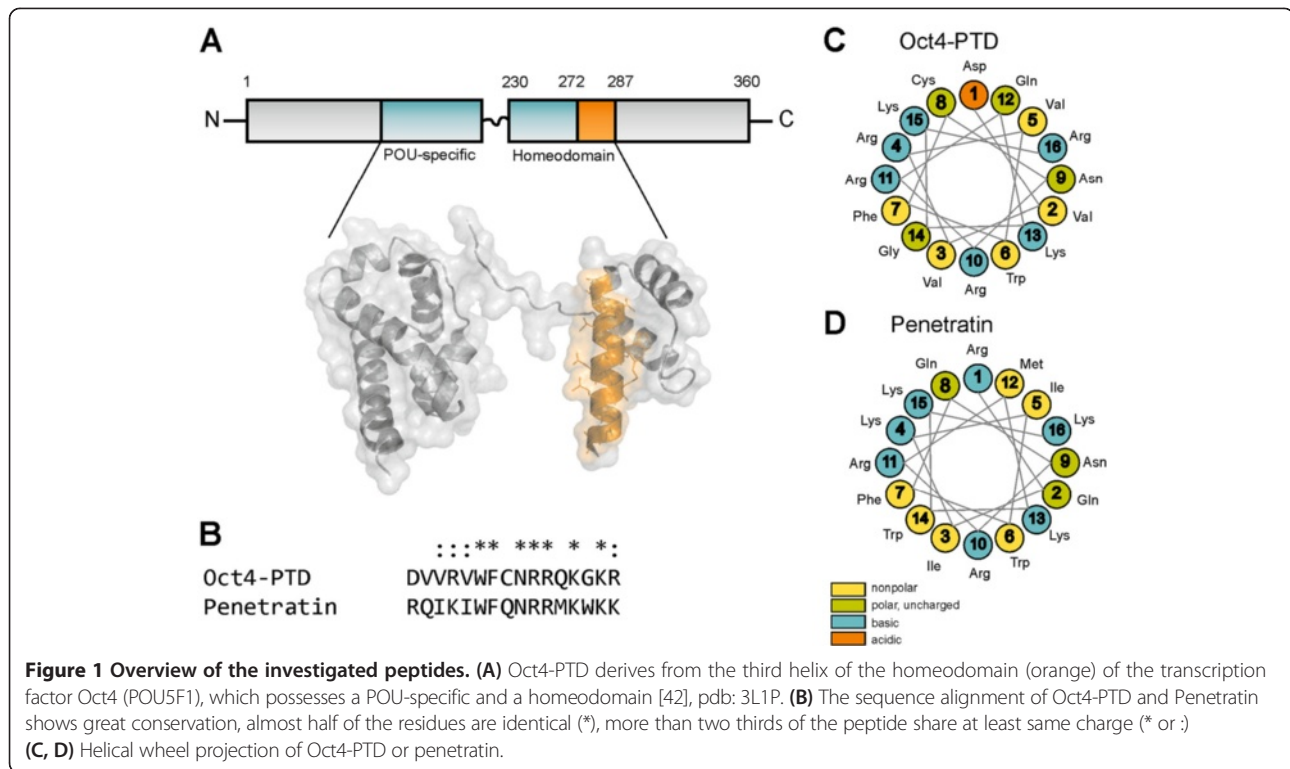 A
1 230 272 287 360
N C
POU-specific Homeodomain
B
:::** *** * *:
Oct4-PTD DVVRVWFCNRRQKGKR
Penetratin RQIKIWFQNRRMKWKK
C Oct4-PTD
Asp
Cys Gln
Lys Val
Arg Arg
Arg Asn
Phe Val
Gly Lys
Val Trp
Arg
1
8 12
15 5
4 16
11 9
7 2
14 13
3 6
10
D Penetratin
Arg
Gln Met
Lys Ile
Lys Lys
Arg Asn
Phe Gln
Trp Lys
Ile Trp
Arg
1
8 12
15 5
4 16
11 9
7 2
14 13
3 6
10
nonpolar
polar, uncharged
basic
acidic
Figure 1 Overview of the investigated peptides. (A) Oct4-PTD derives from the third helix of the homeodomain (orange) of the transcription
factor Oct4 (POU5F1), which possesses a POU-specific and a homeodomain [42], pdb: 3L1P. (B) The sequence alignment of Oct4-PTD and Penetratin
shows great conservation, almost half of the residues are identical (*), more than two thirds of the peptide share at least same charge (* or :)
(C, D) Helical wheel projection of Oct4-PTD or penetratin.